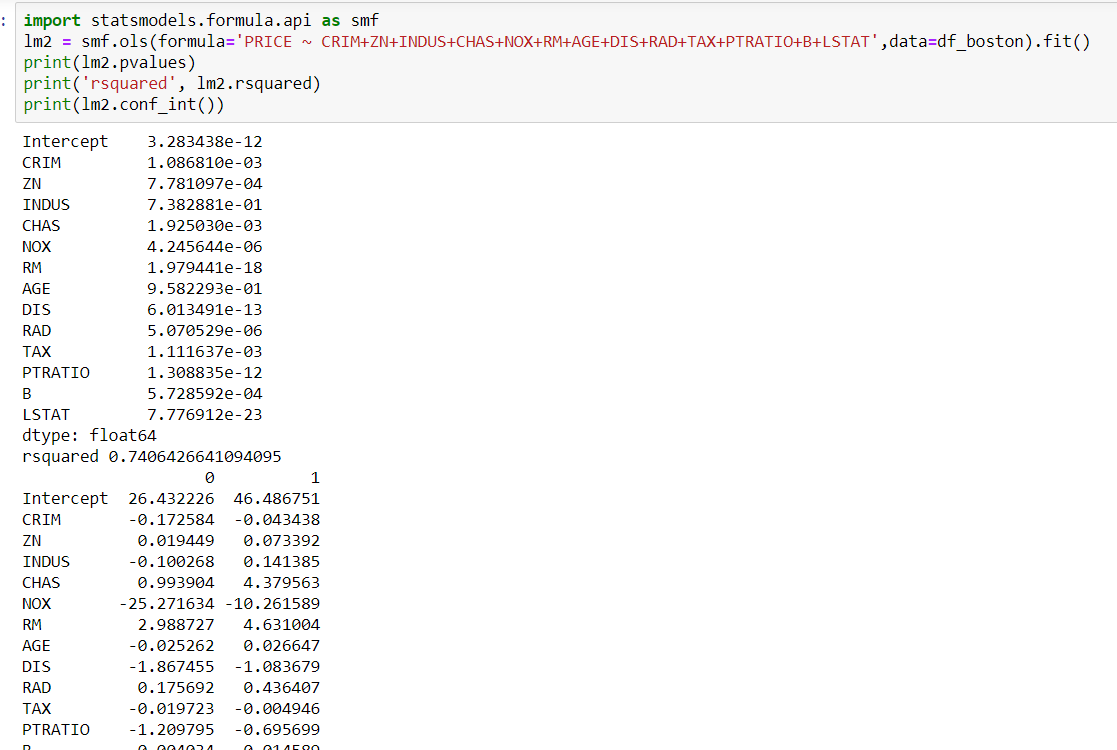 :
import statsmodels.formula.api as smf
lm2 = smf.ols(formula='PRICE ~ CRIM+ZN+INDUS+CHAS+NOX+RM+AGE+DIS+RAD+TAX+PTRATIO+B+LSTAT',data=df_boston).fit()
print(lm2.pvalues)
print('rsquared', lm2.rsquared)
print(lm2.conf_int())
Intercept    3.283438e-12
CRIM         1.086810e-03
ZN           7.781097e-04
INDUS        7.382881e-01
CHAS         1.925030e-03
NOX          4.245644e-06
RM           1.979441e-18
AGE          9.582293e-01
DIS          6.013491e-13
RAD          5.070529e-06
TAX          1.111637e-03
PTRATIO      1.308835e-12
B            5.728592e-04
LSTAT        7.776912e-23
dtype: float64
rsquared 0.7406426641094095
                   0          1
Intercept  26.432226  46.486751
CRIM       -0.172584  -0.043438
ZN          0.019449   0.073392
INDUS      -0.100268   0.141385
CHAS        0.993904   4.379563
NOX       -25.271634 -10.261589
RM          2.988727   4.631004
AGE        -0.025262   0.026647
DIS        -1.867455  -1.083679
RAD         0.175692   0.436407
TAX        -0.019723  -0.004946
PTRATIO    -1.209795  -0.695699